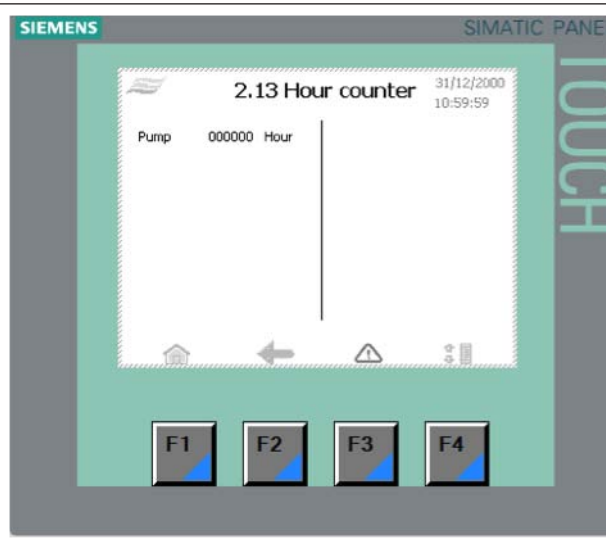 SIEMENS
SIMATIC PANE
TOUCH
2.13 Hour counter
31/12/2000
10:59:59
Pump 000000 Hour
F1 F2 F3 F4